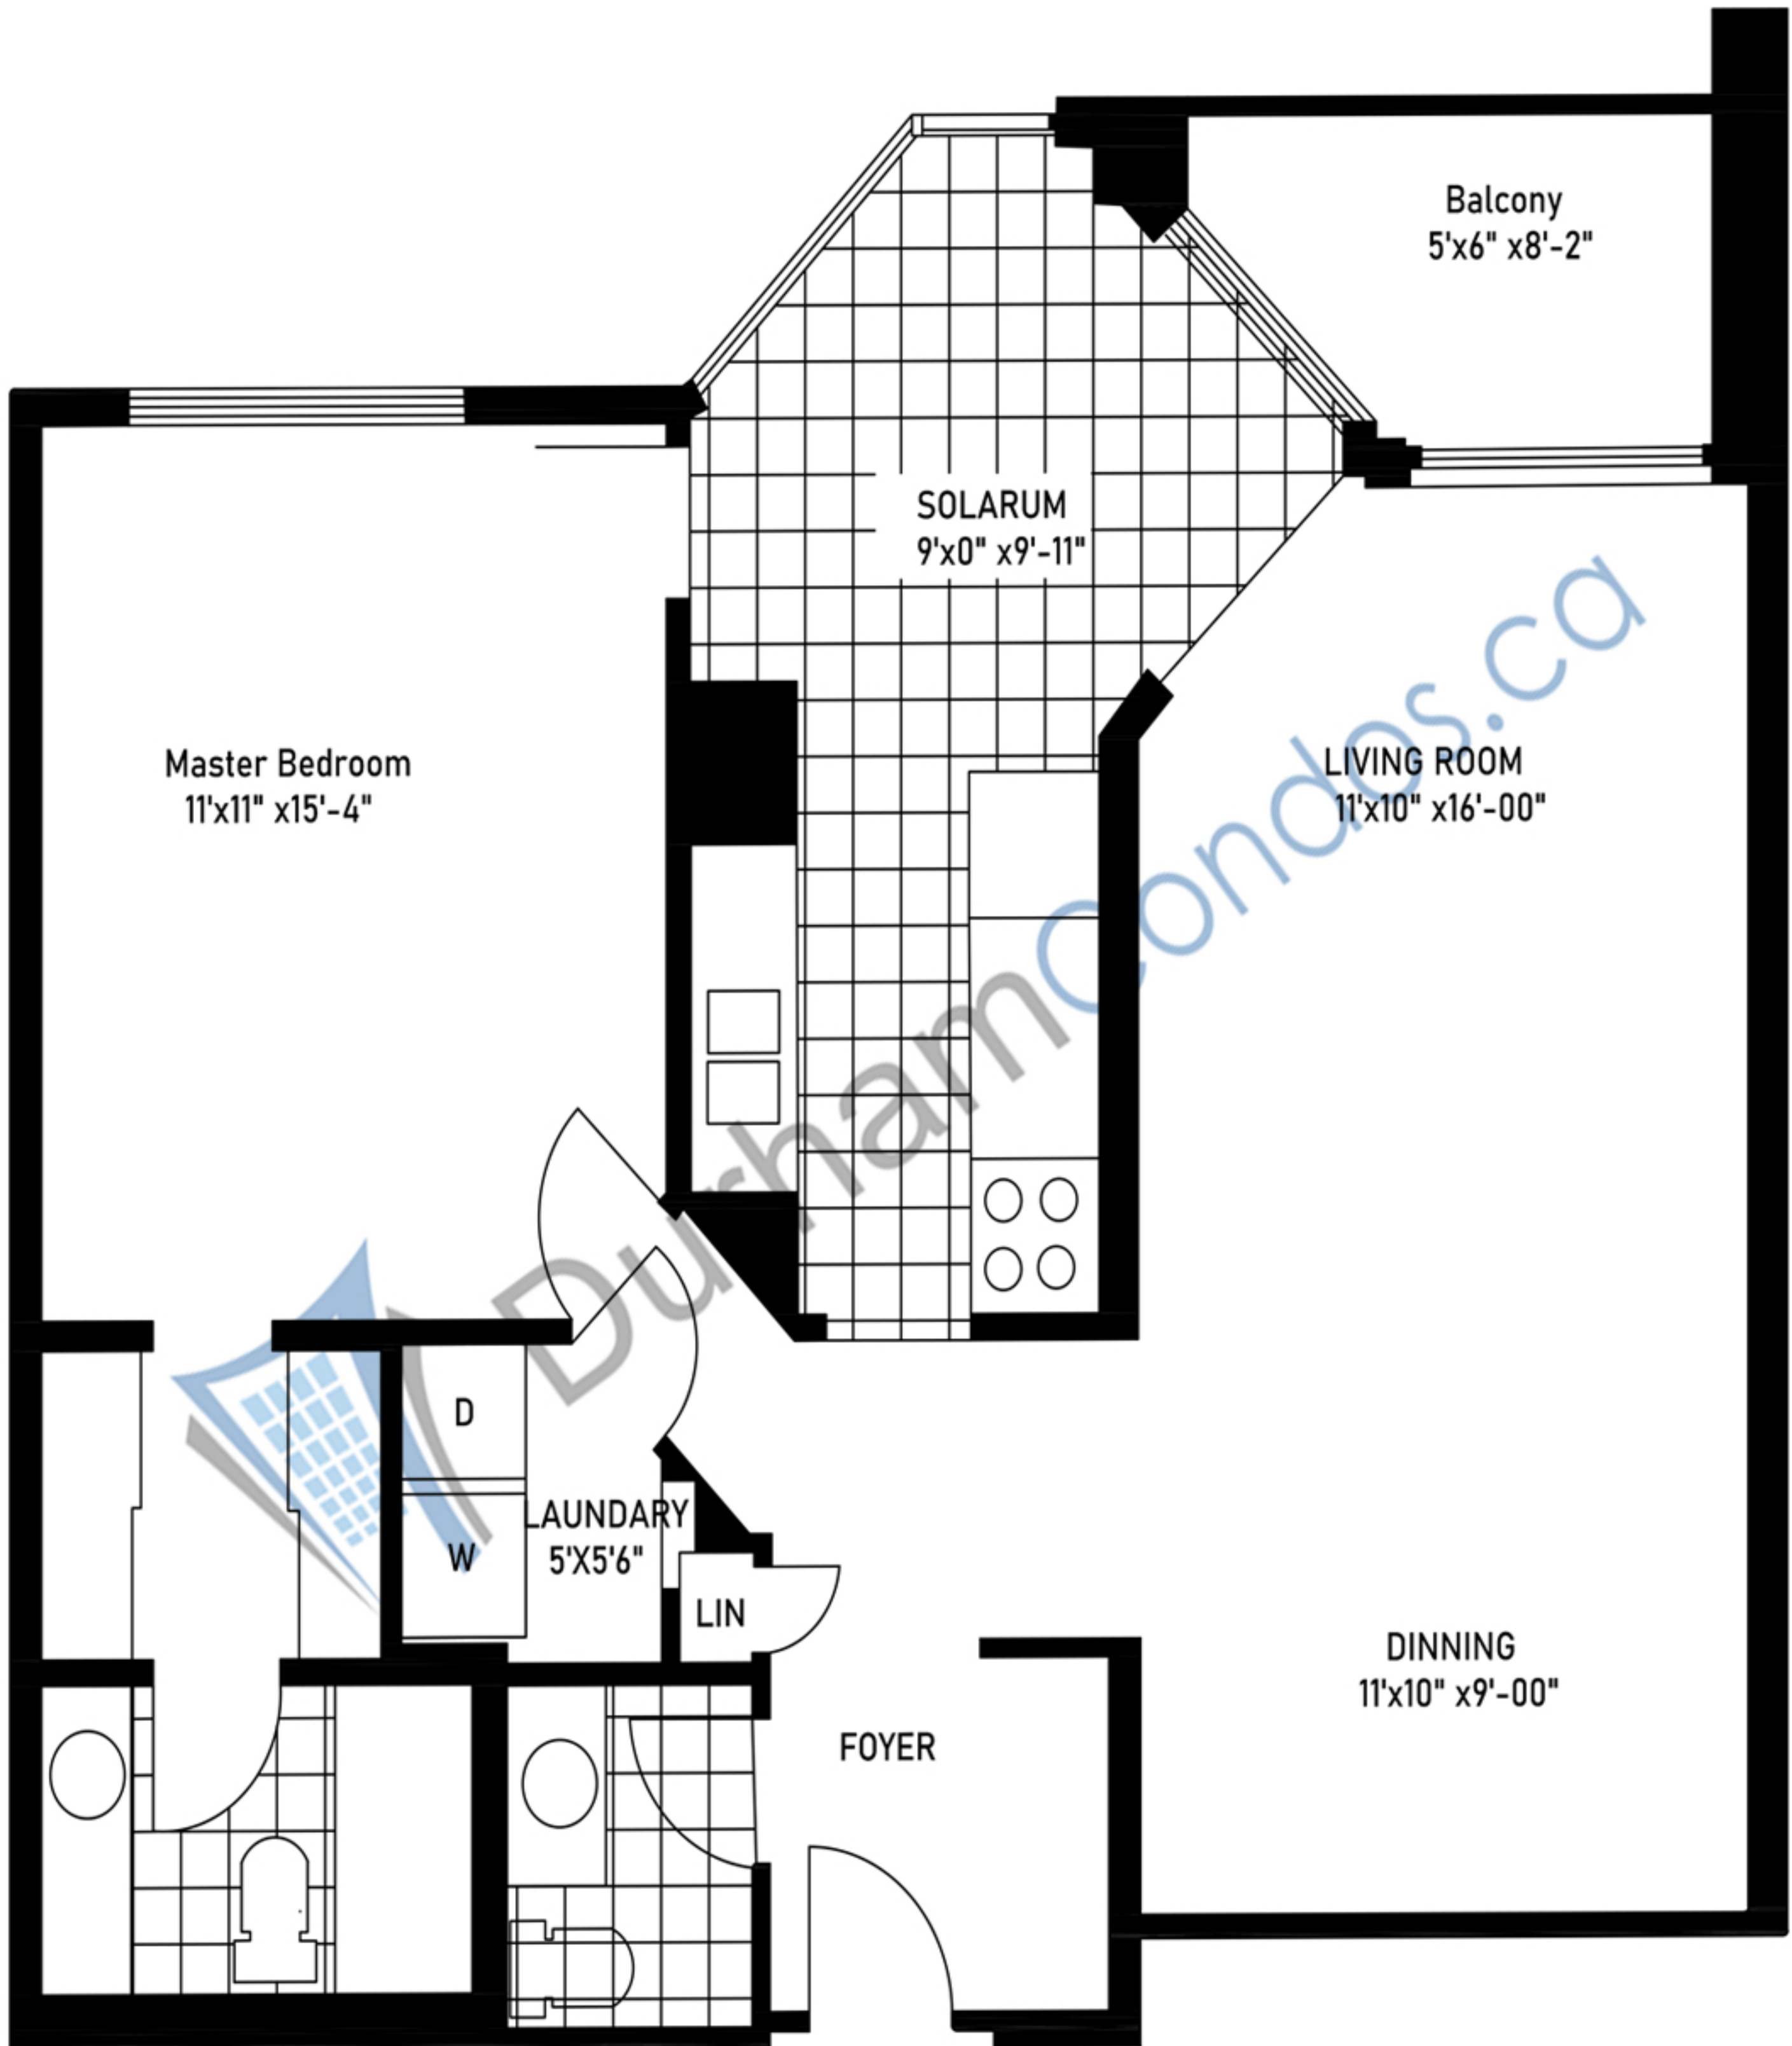 Balcony
5'x6" x8'-2"
SOLARUM
9'x0" x9'-11"
Master Bedroom
11'x11" x15'-4"
LIVING ROOM
11'x10" x16'-00"
DurhamCondos.ca
D
W
LAUNDARY
5'X5'6"
LIN
DINNING
11'x10" x9'-00"
FOYER